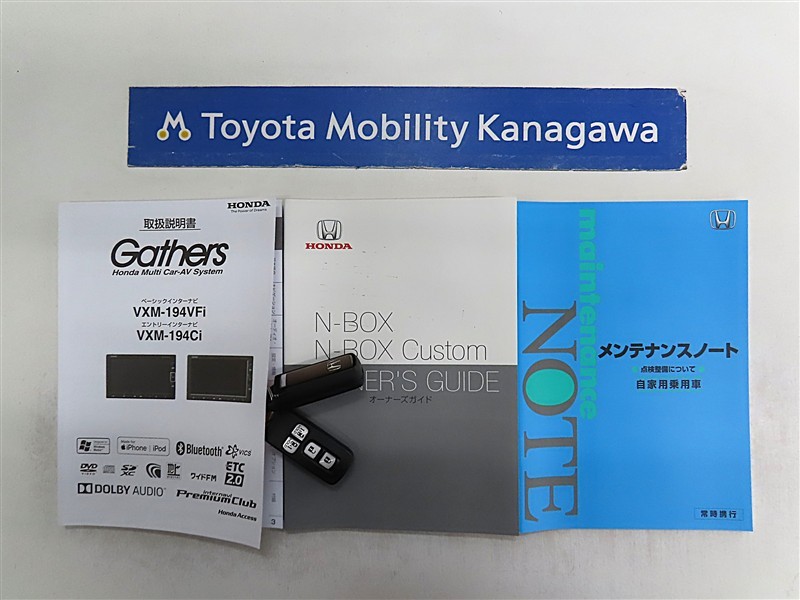 Toyota Mobility Kanagawa
HONDA
The Power of Dreams
取扱説明書
Gathers
Honda Multi Car-AV System
ベーシックインターナビ
VXM-194VFi
エントリーインターナビ
VXM-194Ci
iPhone iPod
Bluetooth
VICS
DVD
SD
XC
ワイドFM
ETC
2.0
DOLBY AUDIO
internavi
Premium Club
Honda Access
3
HONDA
N-BOX
N-BOX Custom
ER'S GUIDE
オーナーズガイド
maintenance
NOTE
メンテナンスノート
点検整備について
自家用乗用車
常時携行